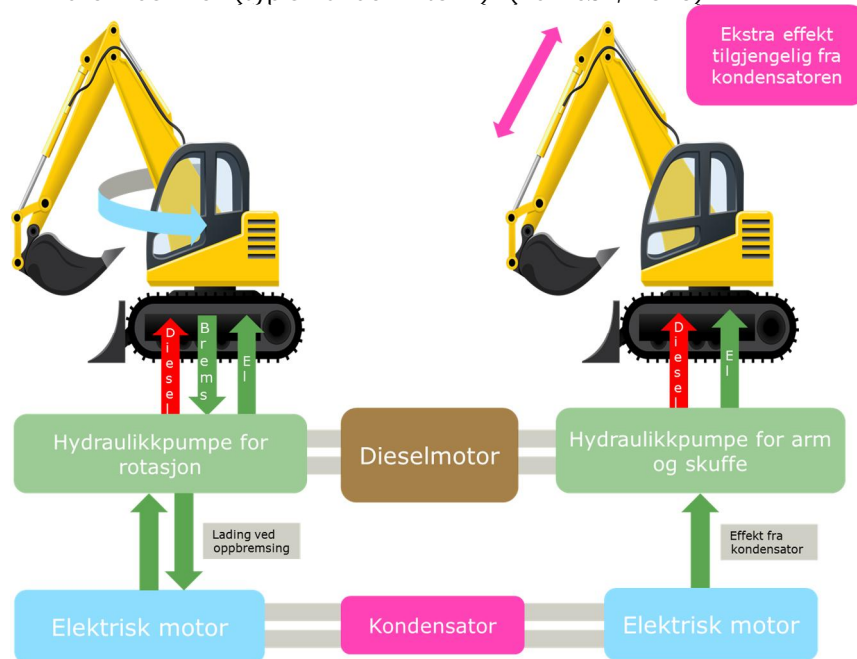 Ekstra effekt
tilgjengelig fra
kondensatoren
Diesel
Brems
El
Diesel
El
Hydraulikkpumpe for
rotasjon
Dieselmotor
Hydraulikkpumpe for arm
og skuffe
Lading ved
oppbremsing
Effekt fra
kondensator
Elektrisk motor
Kondensator
Elektrisk motor